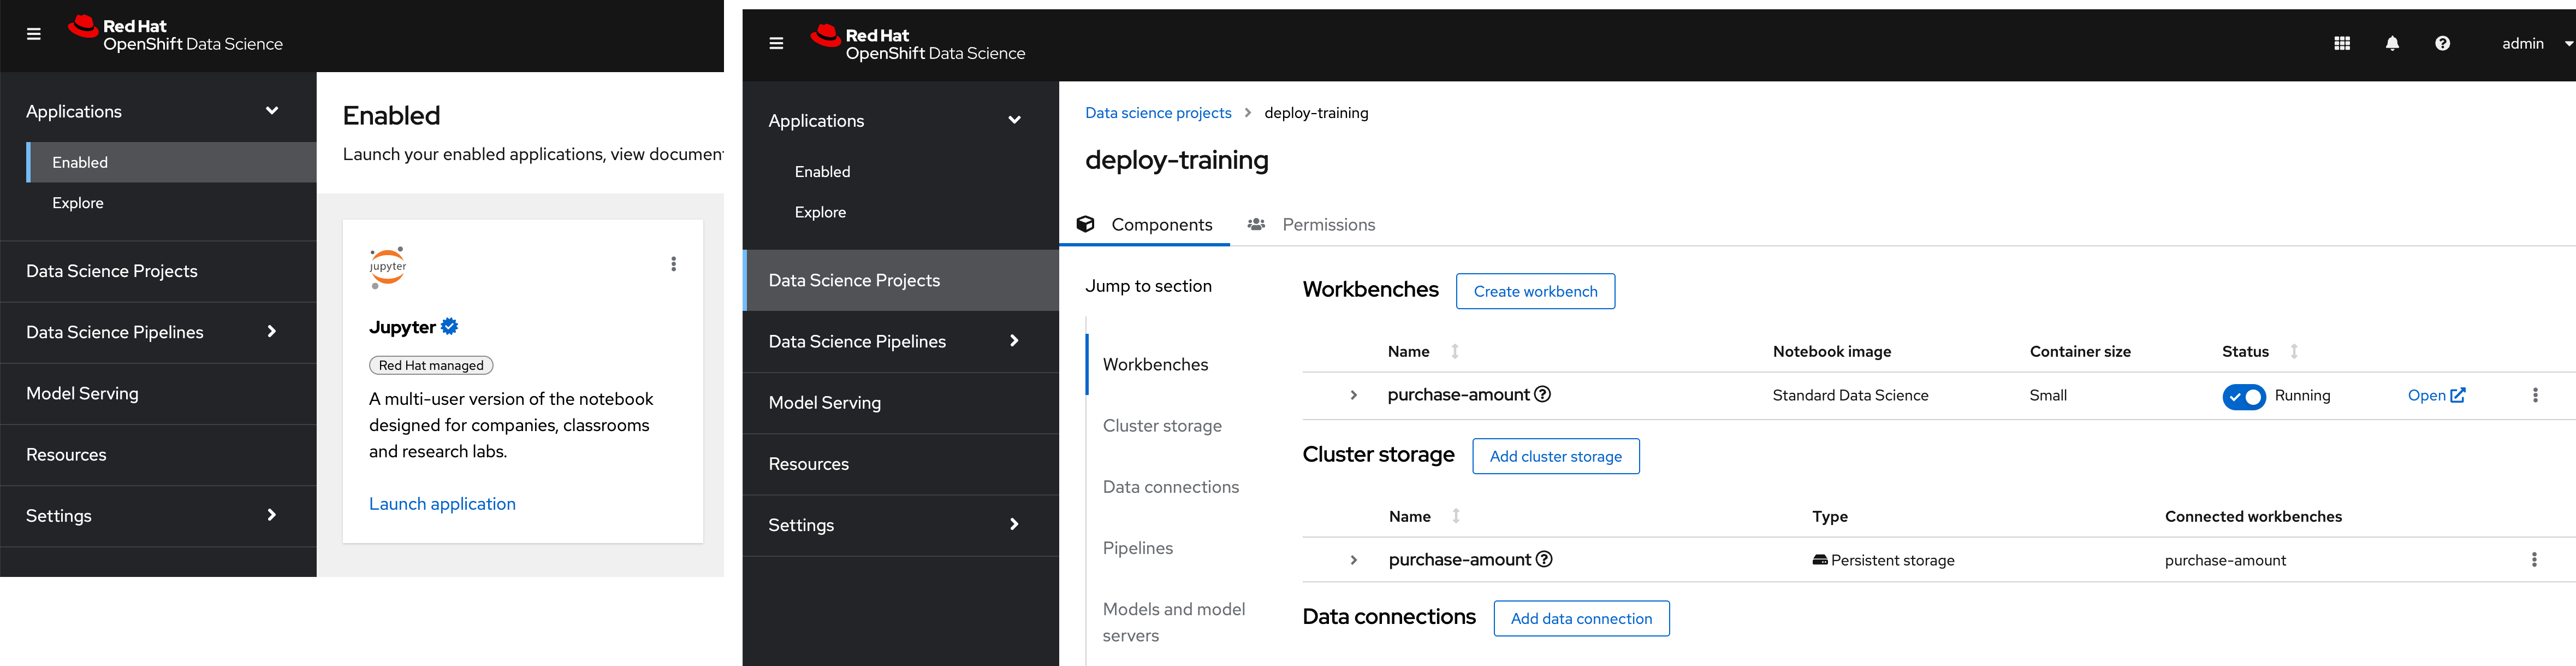 Red Hat
OpenShift Data Science
Applications
Enabled
Explore
Data Science Projects
Data Science Pipelines
Model Serving
Resources
Settings
Enabled
Launch your enabled applications, view documen
jupyter
Jupyter
Red Hat managed
A multi-user version of the notebook
designed for companies, classrooms
and research labs.
Launch application
Red Hat
OpenShift Data Science
admin
Applications
Enabled
Explore
Data Science Projects
Data Science Pipelines
Model Serving
Resources
Settings
Data science projects > deploy-training
deploy-training
Components Permissions
Jump to section
Workbenches
Cluster storage
Data connections
Pipelines
Models and model
servers
Workbenches Create workbench
Name Notebook image Container size Status
purchase-amount Standard Data Science Small Running Open
Cluster storage Add cluster storage
Name Type Connected workbenches
purchase-amount Persistent storage purchase-amount
Data connections Add data connection